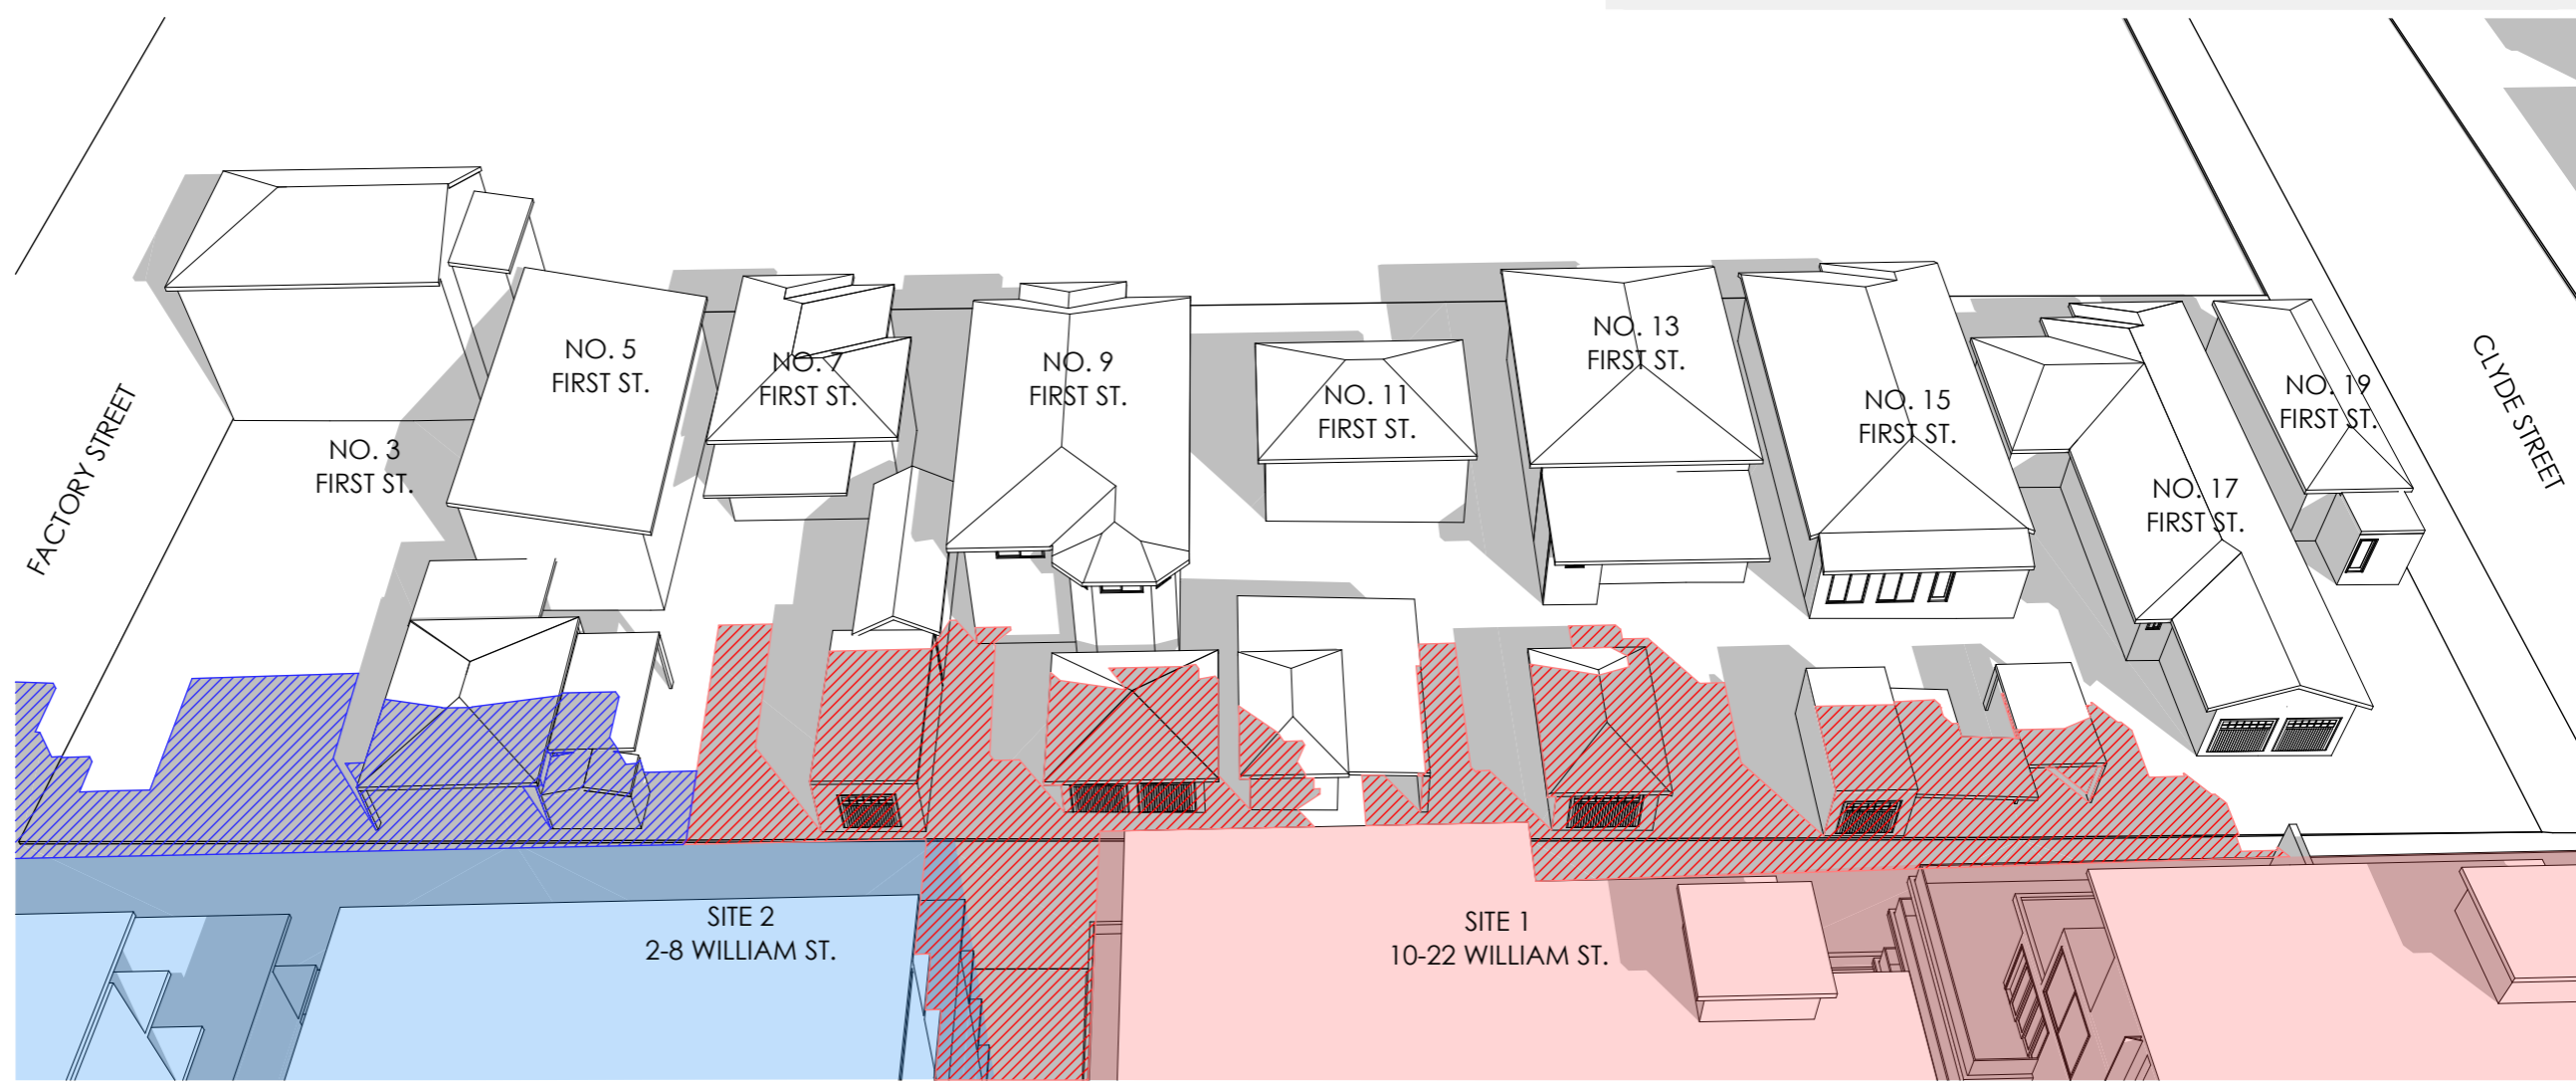 FACTORY STREET
NO. 3
FIRST ST.
NO. 5
FIRST ST.
NO. 7
FIRST ST.
NO. 9
FIRST ST.
NO. 11
FIRST ST.
NO. 13
FIRST ST.
NO. 15
FIRST ST.
NO. 17
FIRST ST.
NO. 19
FIRST ST.
CLYDE STREET
SITE 2
2-8 WILLIAM ST.
SITE 1
10-22 WILLIAM ST.